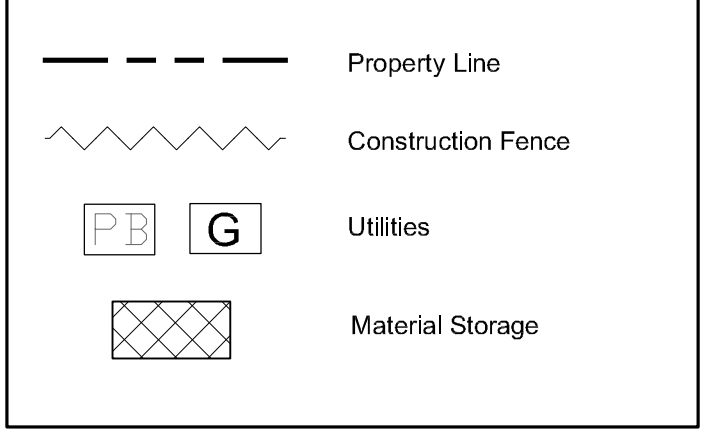 Property Line
Construction Fence
PB G Utilities
Material Storage